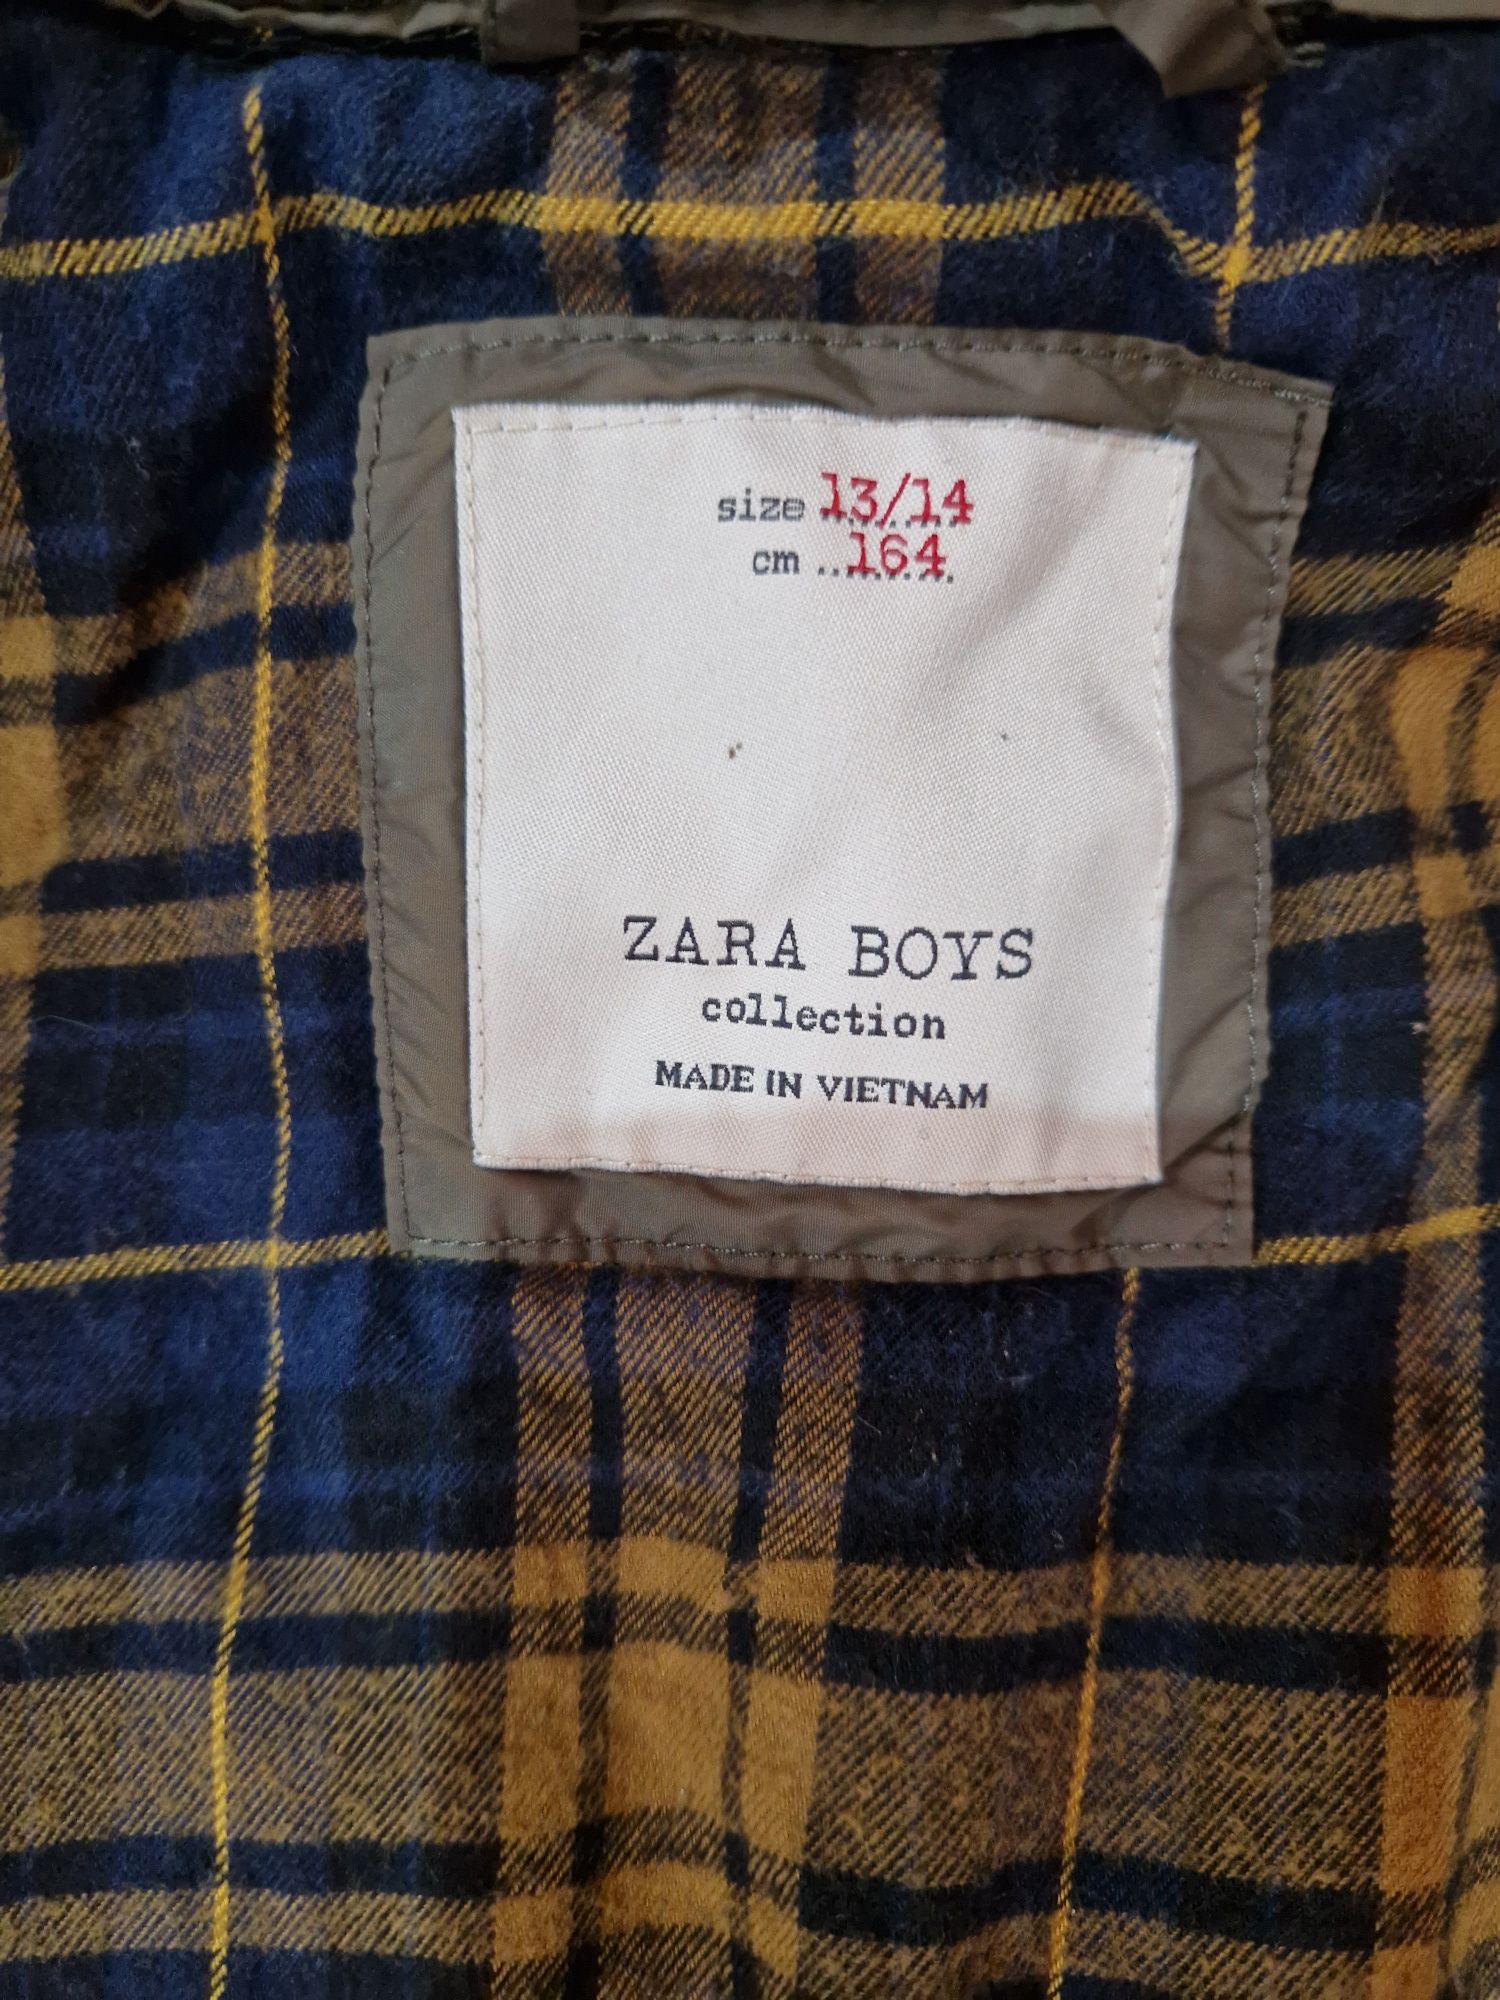 size 13/14
cm 164
ZARA BOYS
collection
MADE IN VIETNAM